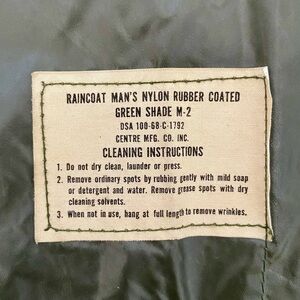 RAINCOAT MAN'S NYLON RUBBER COATED
GREEN SHADE M-2
DSA 100-68-C-1792
CENTRE MFG. CO. INC.
CLEANING INSTRUCTIONS
1. Do not dry clean, launder or press.
2. Remove ordinary spots by rubbing gently with mild soap
or detergent and water. Remove grease spots with dry
cleaning solvents.
3. When not in use, hang at full length to remove wrinkles.